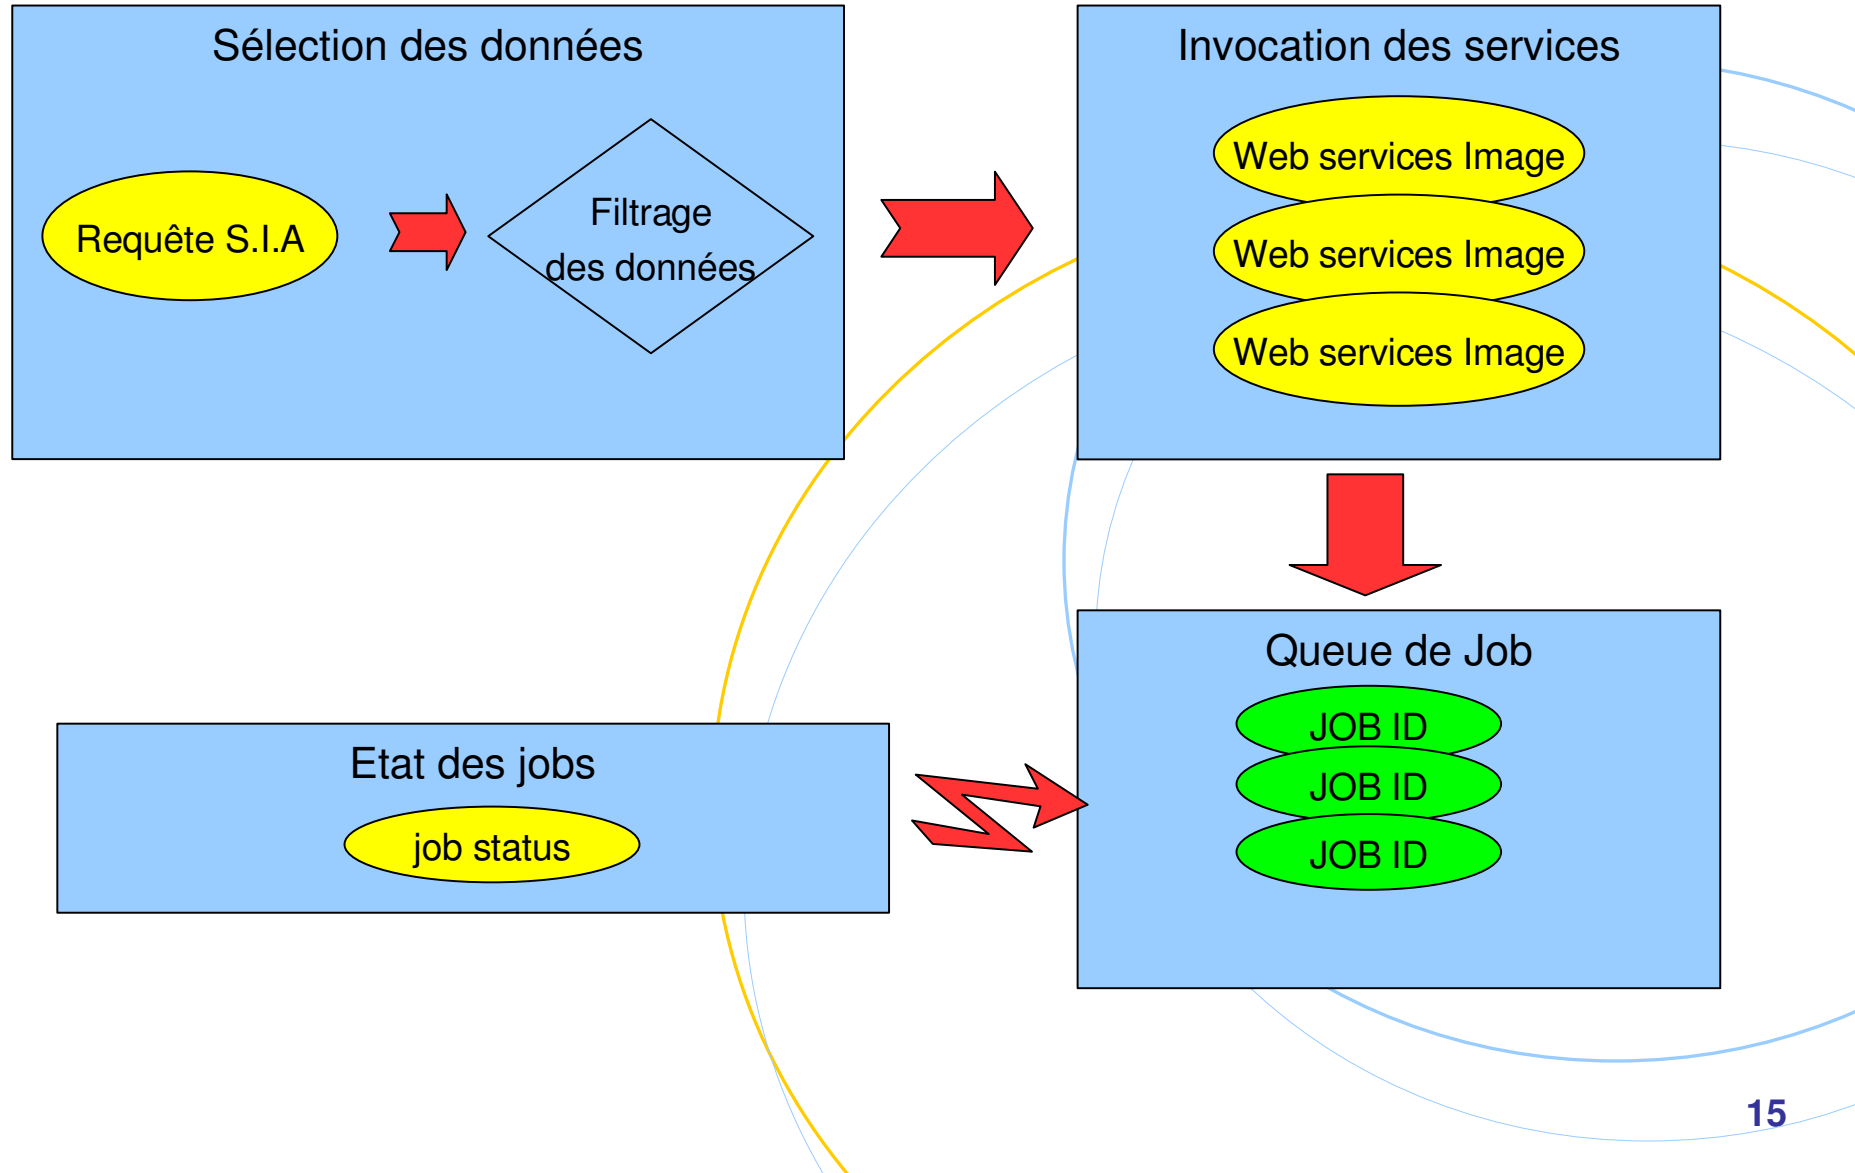 Sélection des données
Requête S.I.A
Filtrage
des données
Invocation des services
Web services Image
Web services Image
Web services Image
Queue de Job
JOB ID
JOB ID
JOB ID
Etat des jobs
job status
15